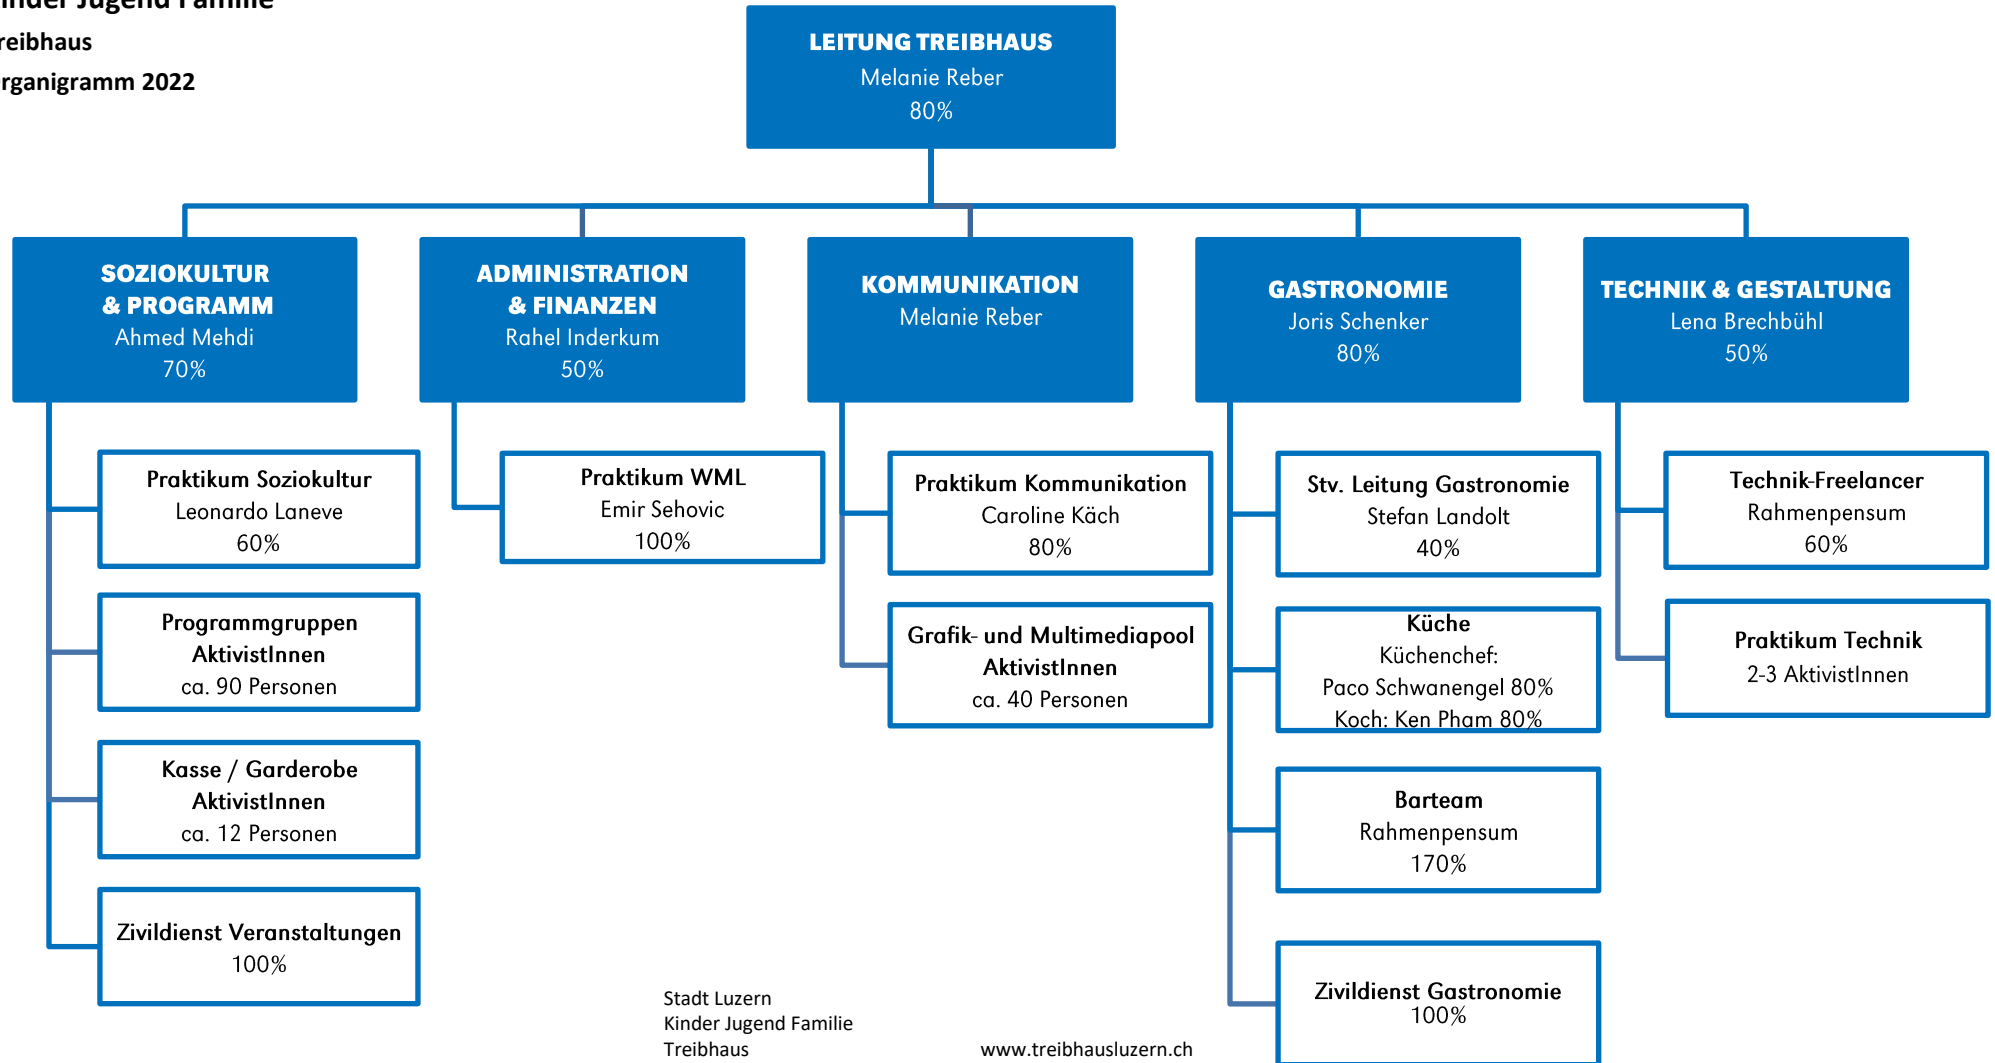 inder Jugend Familie
reibhaus
rganigramm 2022
LEITUNG TREIBHAUS
Melanie Reber
80%
SOZIOKULTUR
& PROGRAMM
Ahmed Mehdi
70%
ADMINISTRATION
& FINANZEN
Rahel Inderkum
50%
KOMMUNIKATION
Melanie Reber
GASTRONOMIE
Joris Schenker
80%
TECHNIK & GESTALTUNG
Lena Brechbühl
50%
Praktikum Soziokultur
Leonardo Laneve
60%
Programmgruppen
AktivistInnen
ca. 90 Personen
Kasse / Garderobe
AktivistInnen
ca. 12 Personen
Zivildienst Veranstaltungen
100%
Praktikum WML
Emir Sehovic
100%
Praktikum Kommunikation
Caroline Käch
80%
Grafik- und Multimediapool
AktivistInnen
ca. 40 Personen
Stv. Leitung Gastronomie
Stefan Landolt
40%
Küche
Küchenchef:
Paco Schwanengel 80%
Koch: Ken Pham 80%
Barteam
Rahmenpensum
170%
Zivildienst Gastronomie
100%
Technik-Freelancer
Rahmenpensum
60%
Praktikum Technik
2-3 AktivistInnen
Stadt Luzern
Kinder Jugend Familie
Treibhaus
www.treibhausluzern.ch